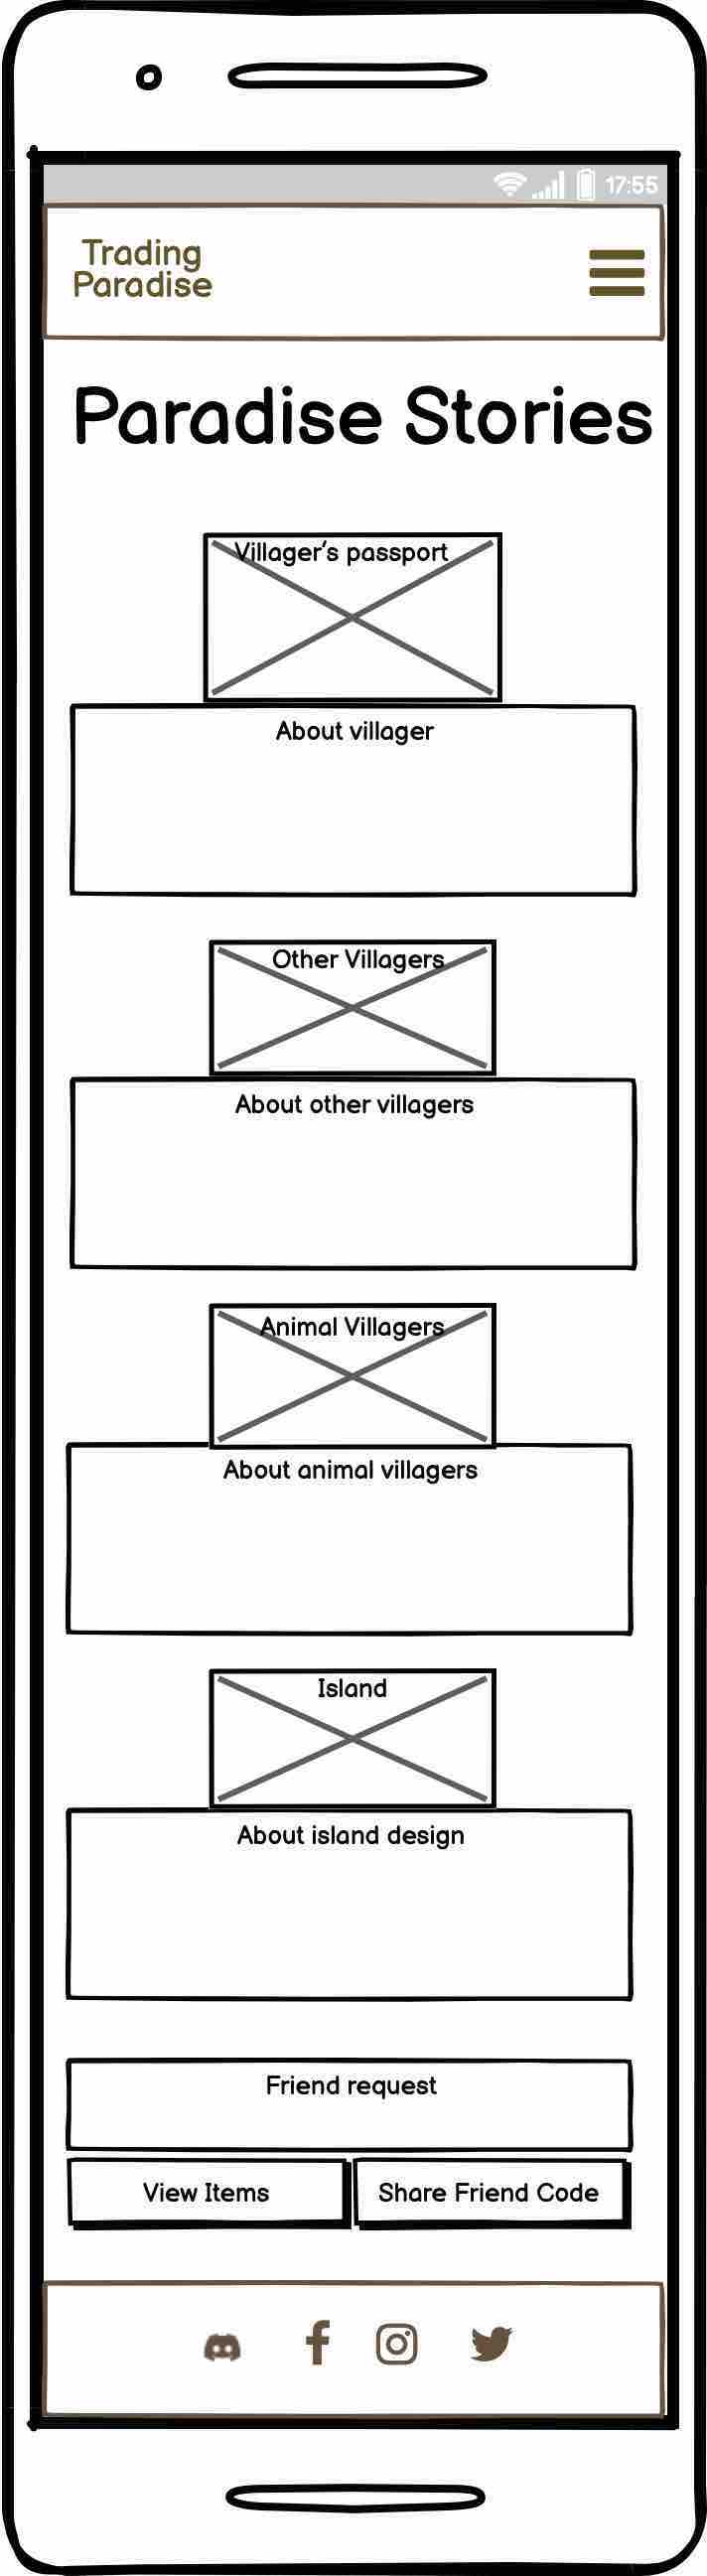 17:55
Trading
Paradise
Paradise Stories
Villager's passport
About villager
Other Villagers
About other villagers
Animal Villagers
About animal villagers
Island
About island design
Friend request
View Items
Share Friend Code